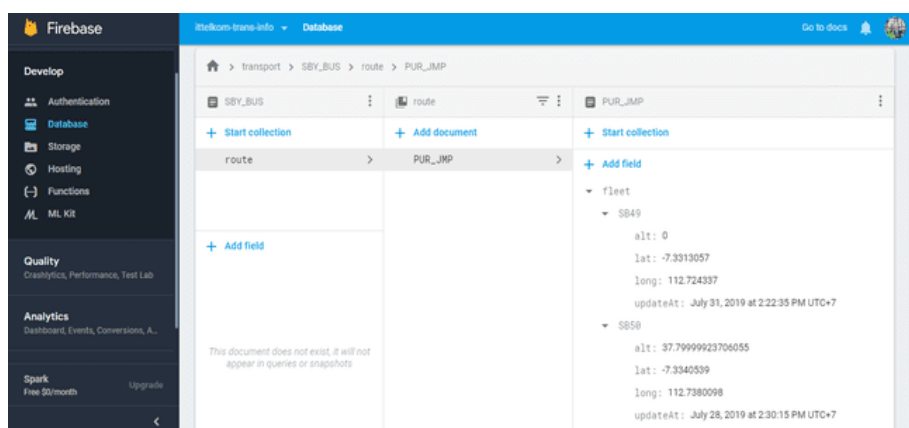 Firebase
ittelkom-trans-info
Database
Go to docs
Develop
Authentication
Database
Storage
Hosting
Functions
ML Kit
Quality
Crashlytics, Performance, Test Lab
Analytics
Dashboard, Events, Conversions, A...
Spark
Free $0/month
Upgrade
transport > SBY_BUS > route > PUR_JMP
SBY_BUS
+ Start collection
route
+ Add field
This document does not exist, it will not
appear in queries or snapshots
route
+ Add document
PUR_JMP
PUR_JMP
+ Start collection
+ Add field
fleet
SB49
alt: 0
lat: -7.3313057
long: 112.724337
updateAt: July 31, 2019 at 2:22:35 PM UTC+7
SB50
alt: 37.79999923706055
lat: -7.3340539
long: 112.7380098
updateAt: July 28, 2019 at 2:30:15 PM UTC+7